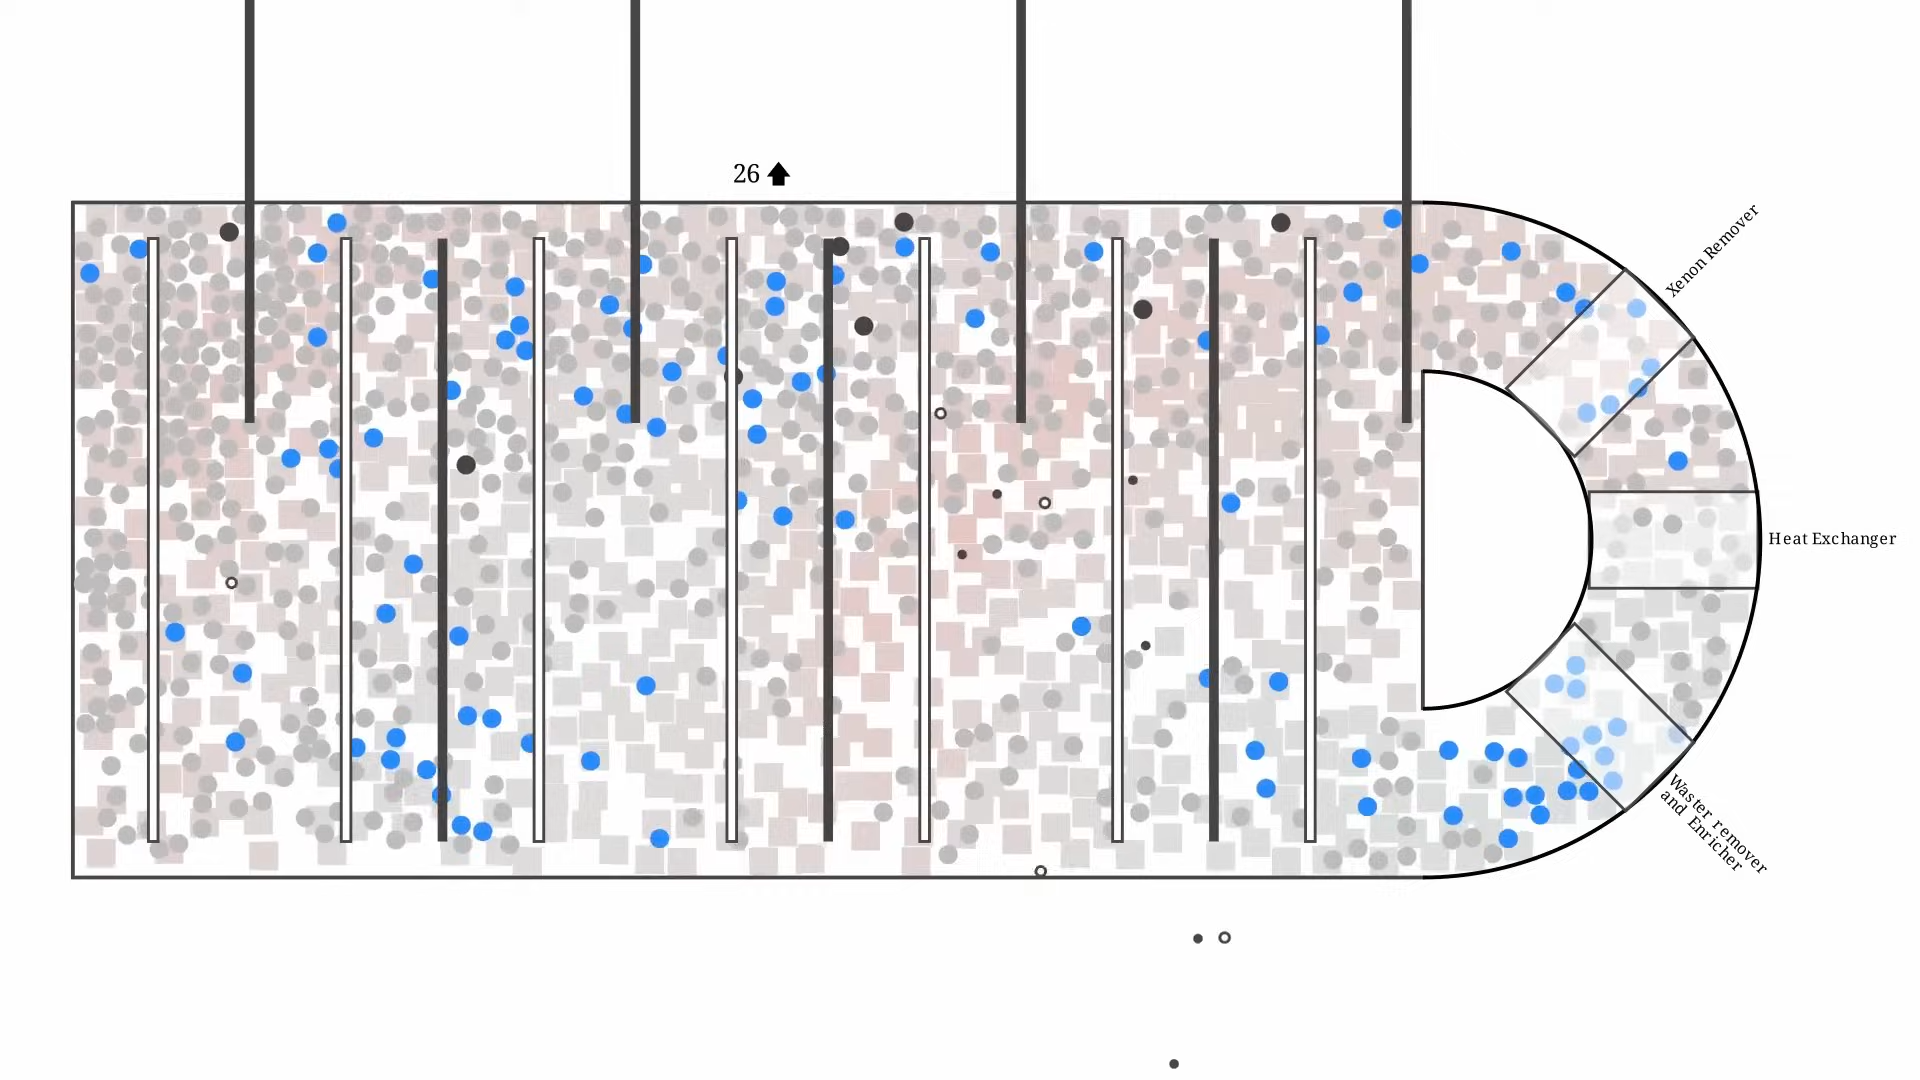 26
Xenon Remover
Heat Exchanger
Waster remover
and Enricher